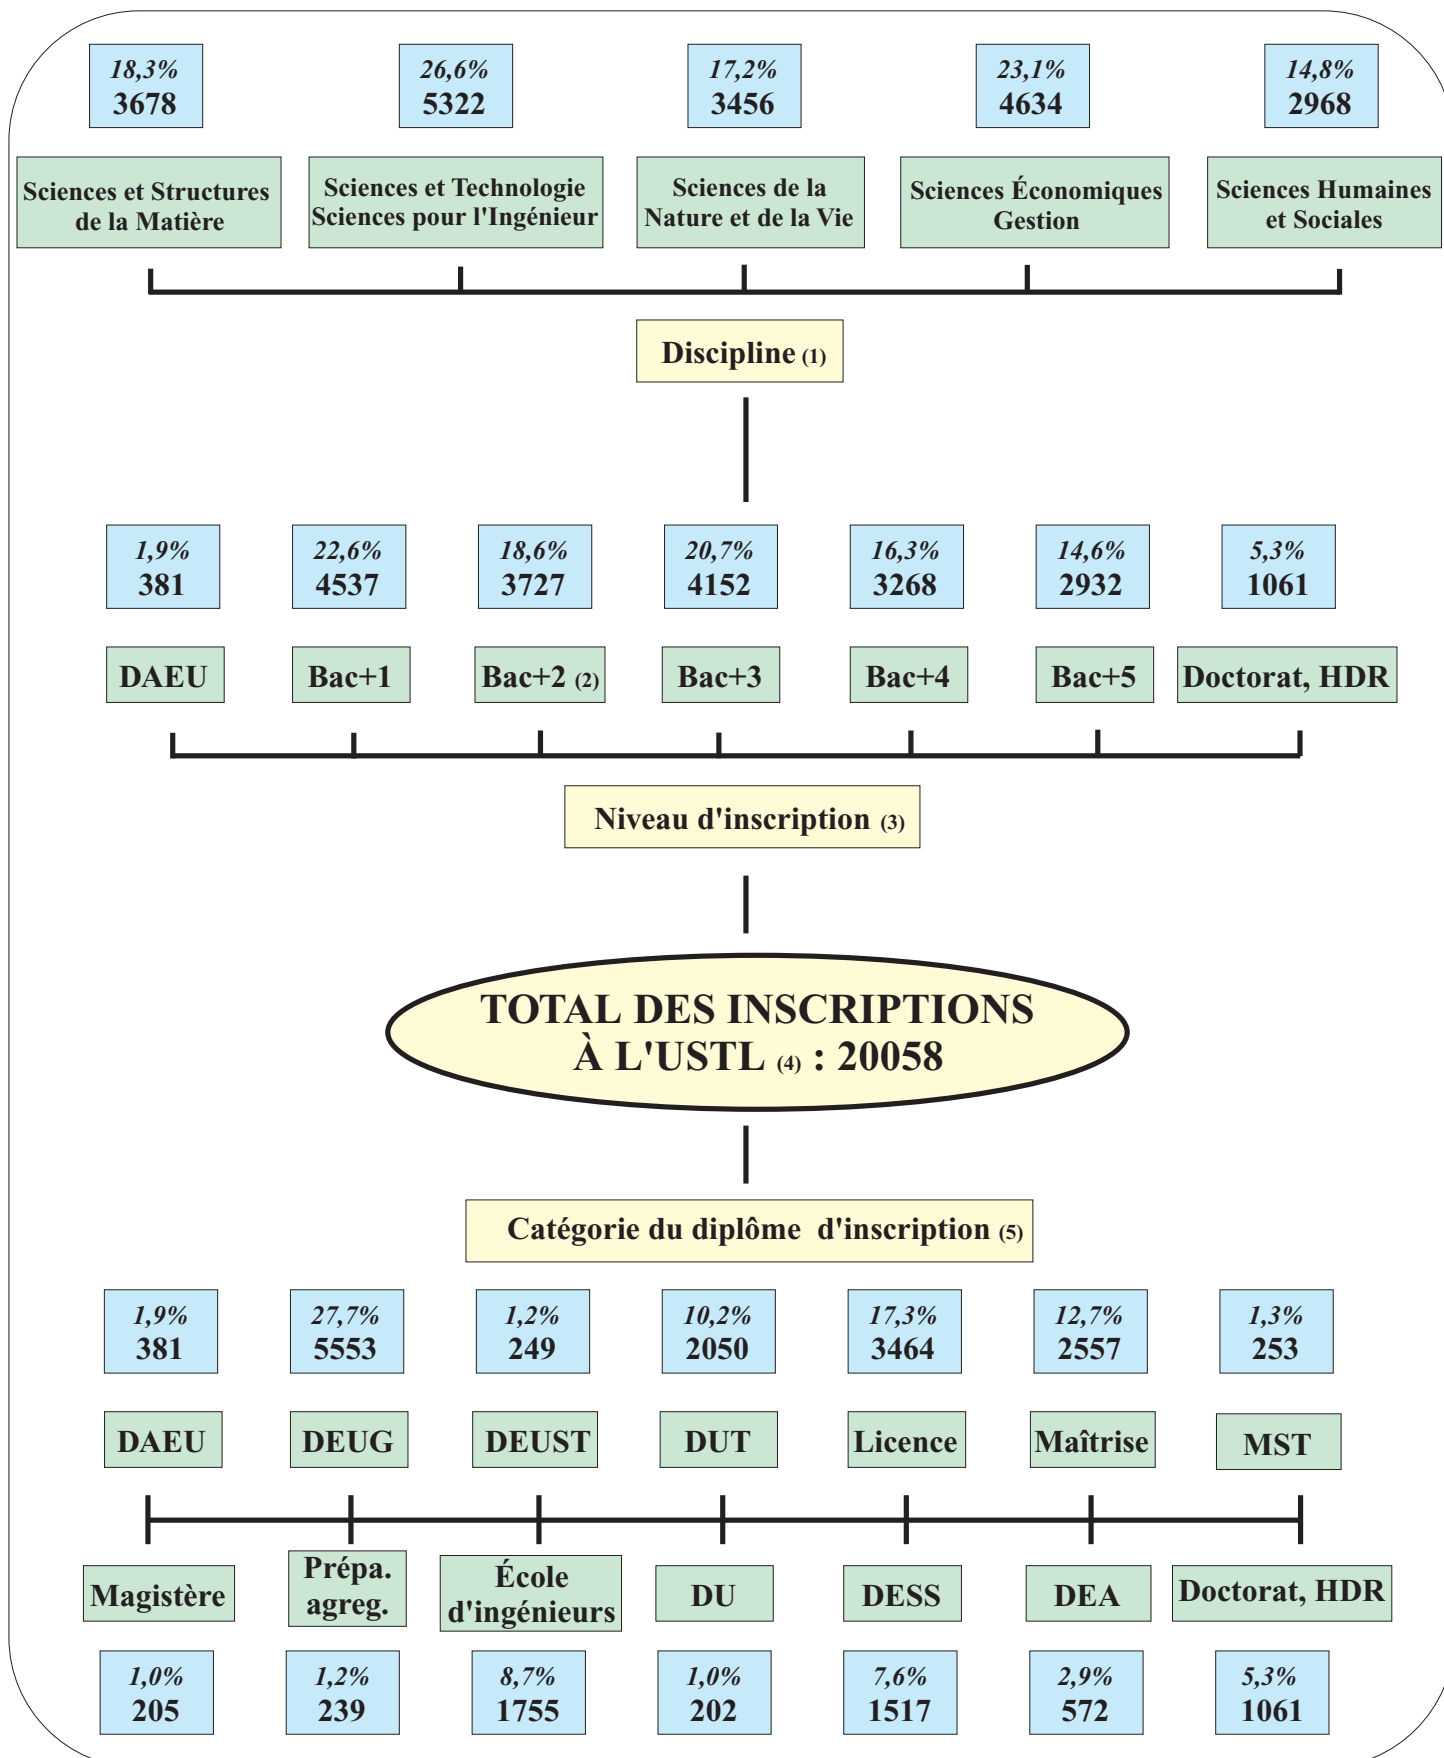 18,3%
3678
26,6%
5322
17,2%
3456
23,1%
4634
14,8%
2968
Sciences et Structures
de la Matière
Sciences et Technologie
Sciences pour l'Ingénieur
Sciences de la
Nature et de la Vie
Sciences Économiques
Gestion
Sciences Humaines
et Sociales
Discipline (1)
1,9%
381
22,6%
4537
18,6%
3727
20,7%
4152
16,3%
3268
14,6%
2932
5,3%
1061
DAEU
Bac+1
Bac+2 (2)
Bac+3
Bac+4
Bac+5
Doctorat, HDR
Niveau d'inscription (3)
TOTAL DES INSCRIPTIONS
À L'USTL (4) : 20058
Catégorie du diplôme d'inscription (5)
1,9%
381
27,7%
5553
1,2%
249
10,2%
2050
17,3%
3464
12,7%
2557
1,3%
253
DAEU
DEUG
DEUST
DUT
Licence
Maîtrise
MST
Magistère
Prépa.
agreg.
École
d'ingénieurs
DU
DESS
DEA
Doctorat, HDR
1,0%
205
1,2%
239
8,7%
1755
1,0%
202
7,6%
1517
2,9%
572
5,3%
1061